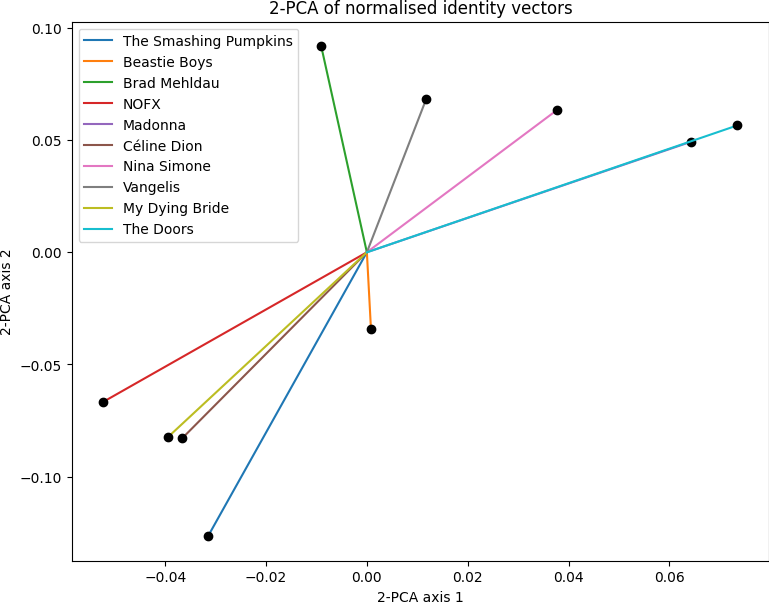 2-PCA of normalised identity vectors
The Smashing Pumpkins
Beastie Boys
Brad Mehldau
NOFX
Madonna
Céline Dion
Nina Simone
Vangelis
My Dying Bride
The Doors
0.10
0.05
0.00
−0.05
−0.10
2-PCA axis 2
−0.04
−0.02
0.00
0.02
0.04
0.06
2-PCA axis 1